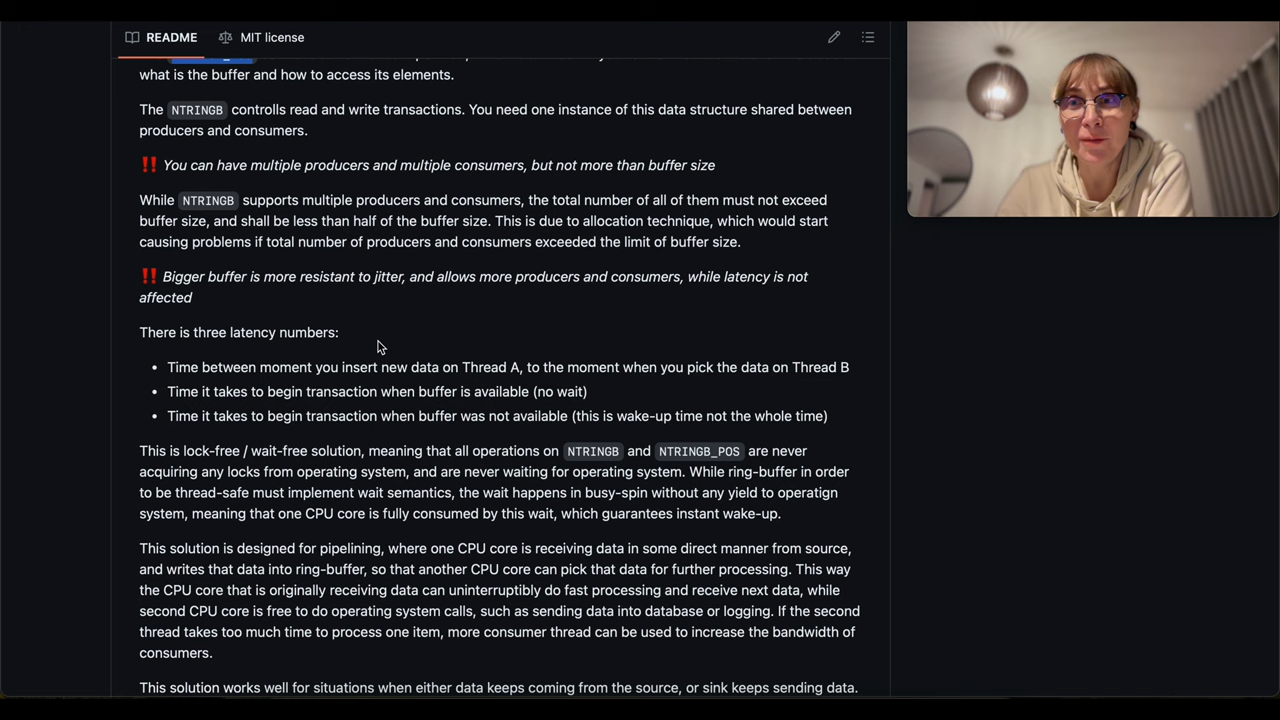 README
MIT license
what is the buffer and how to access its elements.
The NTRINGB controlls read and write transactions. You need one instance of this data structure shared between
producers and consumers.
‼️ You can have multiple producers and multiple consumers, but not more than buffer size
While NTRINGB supports multiple producers and consumers, the total number of all of them must not exceed
buffer size, and shall be less than half of the buffer size. This is due to allocation technique, which would start
causing problems if total number of producers and consumers exceeded the limit of buffer size.
‼️ Bigger buffer is more resistant to jitter, and allows more producers and consumers, while latency is not
affected
There is three latency numbers:
• Time between moment you insert new data on Thread A, to the moment when you pick the data on Thread B
• Time it takes to begin transaction when buffer is available (no wait)
• Time it takes to begin transaction when buffer was not available (this is wake-up time not the whole time)
This is lock-free / wait-free solution, meaning that all operations on NTRINGB and NTRINGB_POS are never
acquiring any locks from operating system, and are never waiting for operating system. While ring-buffer in order
to be thread-safe must implement wait semantics, the wait happens in busy-spin without any yield to operatign
system, meaning that one CPU core is fully consumed by this wait, which guarantees instant wake-up.
This solution is designed for pipelining, where one CPU core is receiving data in some direct manner from source,
and writes that data into ring-buffer, so that another CPU core can pick that data for further processing. This way
the CPU core that is originally receiving data can uninterruptibly do fast processing and receive next data, while
second CPU core is free to do operating system calls, such as sending data into database or logging. If the second
thread takes too much time to process one item, more consumer thread can be used to increase the bandwidth of
consumers.
This solution works well for situations when either data keeps coming from the source, or sink keeps sending data.